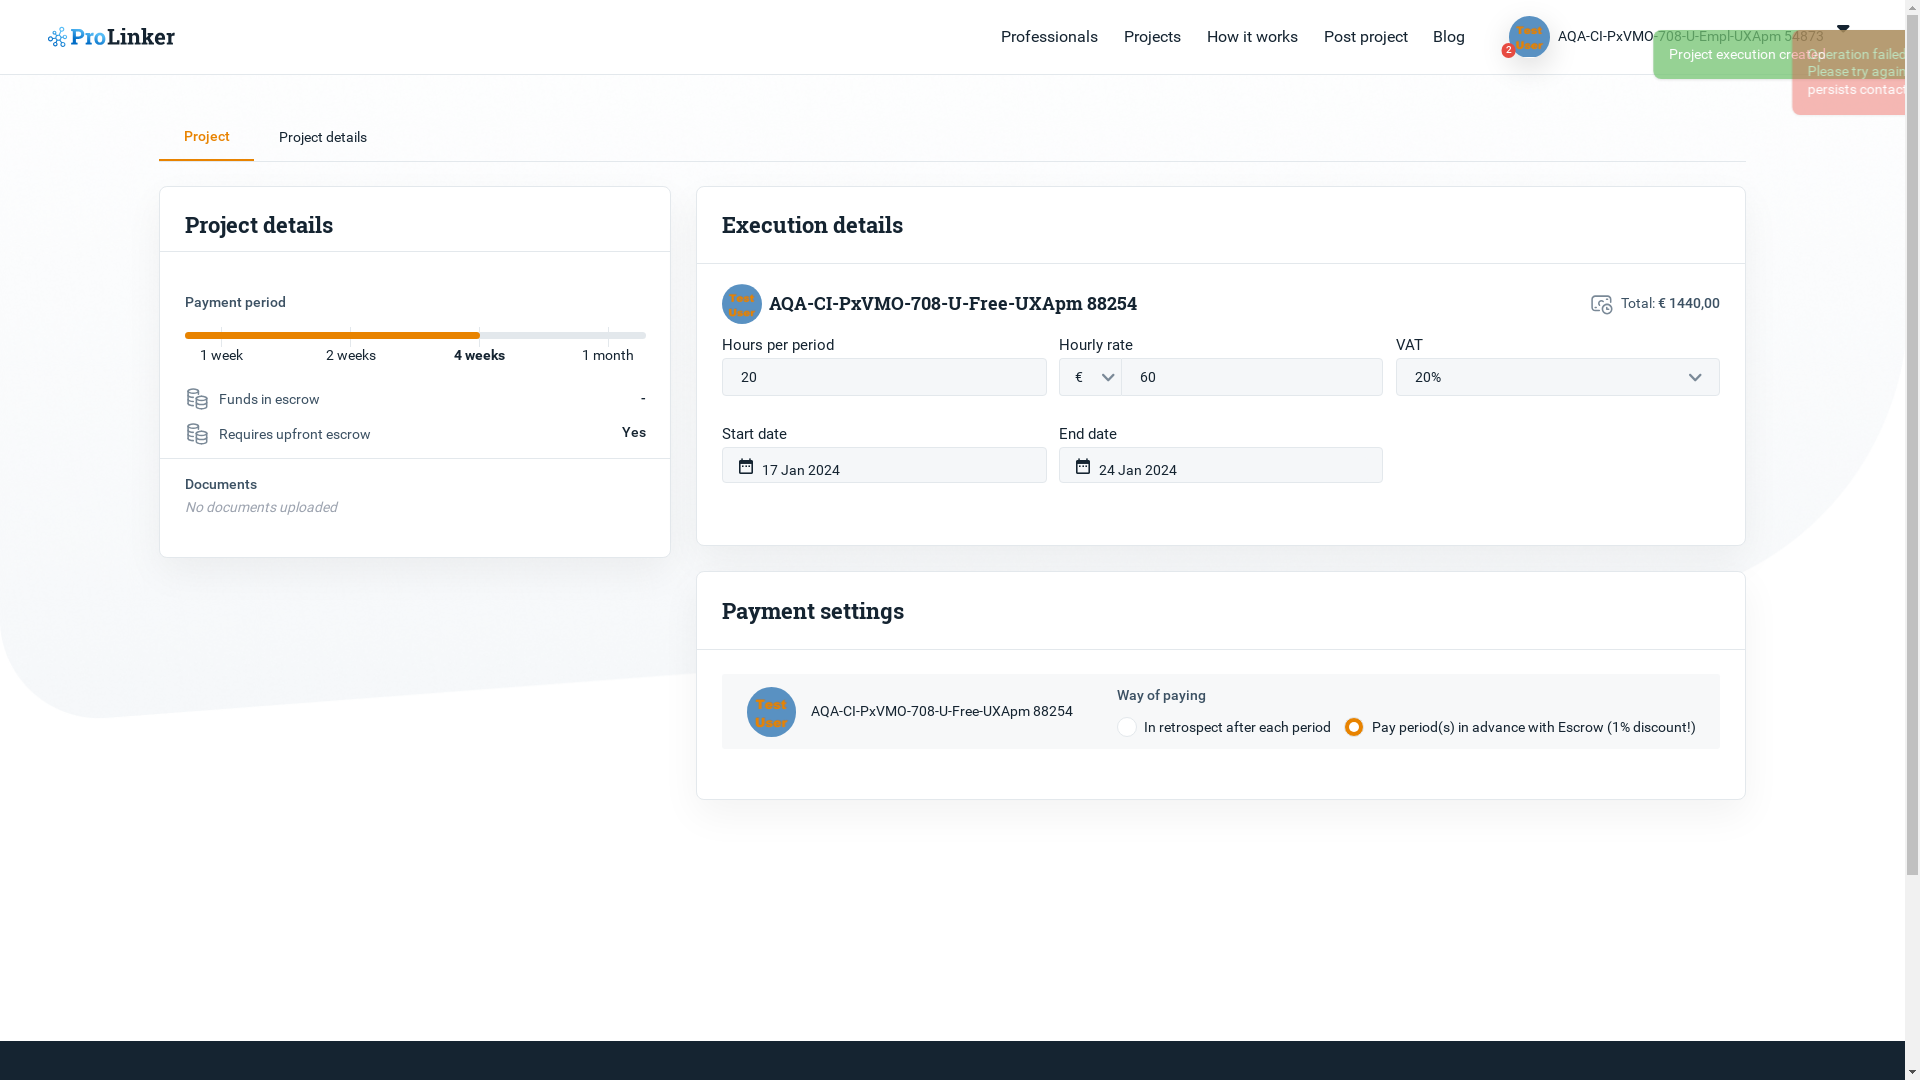 ProLinker
Professionals
Projects
How it works
Post project
Blog
Test
User
2
AQA-CI-PxVMO-708-U-Empl-UXApm 54873
Project execution created
Operation failed
Please try again
persists contact
Project
Project details
Project details
Payment period
1 week
2 weeks
4 weeks
1 month
Funds in escrow
-
Requires upfront escrow
Yes
Documents
No documents uploaded
Execution details
Test
User
AQA-CI-PxVMO-708-U-Free-UXApm 88254
Total: € 1440,00
Hours per period
Hourly rate
VAT
20
€
60
20%
Start date
End date
17 Jan 2024
24 Jan 2024
Payment settings
Test
User
AQA-CI-PxVMO-708-U-Free-UXApm 88254
Way of paying
In retrospect after each period
Pay period(s) in advance with Escrow (1% discount!)